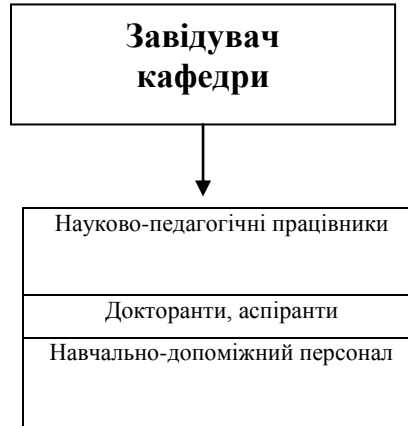 Завідувач
кафедри
Науково-педагогічні працівники
Докторанти, аспіранти
Навчально-допоміжний персонал